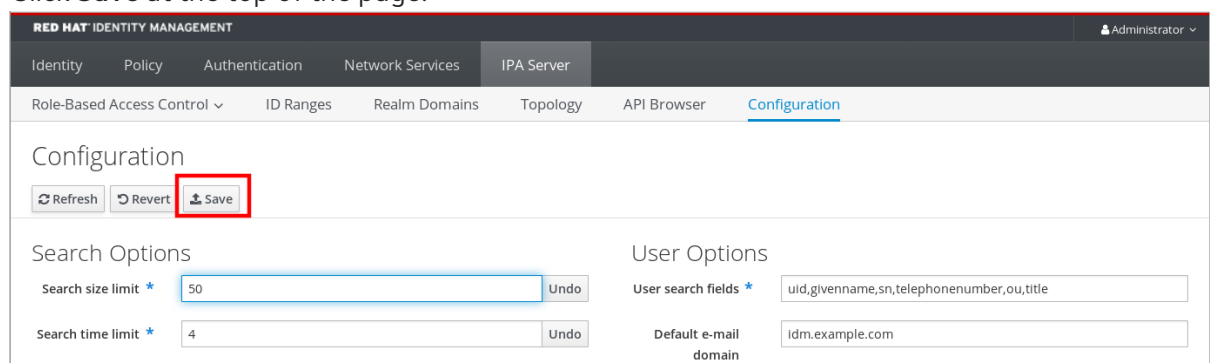 Click Save at the top of the page.
RED HAT® IDENTITY MANAGEMENT Administrator
Identity Policy Authentication Network Services IPA Server
Role-Based Access Control ID Ranges Realm Domains Topology API Browser Configuration
Configuration
Refresh Revert Save
Search Options User Options
Search size limit * 50 Undo User search fields * uid,givenname,sn,telephonenumber,ou,title
Search time limit * 4 Undo Default e-mail idm.example.com
domain